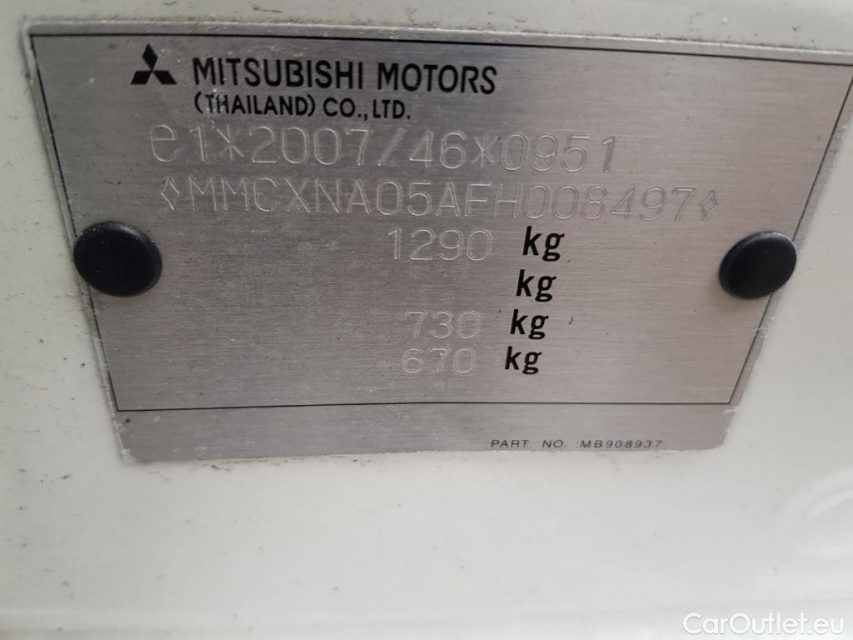 MITSUBISHI MOTORS
(THAILAND) CO., LTD.
e1*2007/46*0951
◊MMCXNA05AFH008497◊
1290 kg
kg
730 kg
670 kg
PART NO. MB908937
CarOutlet.eu